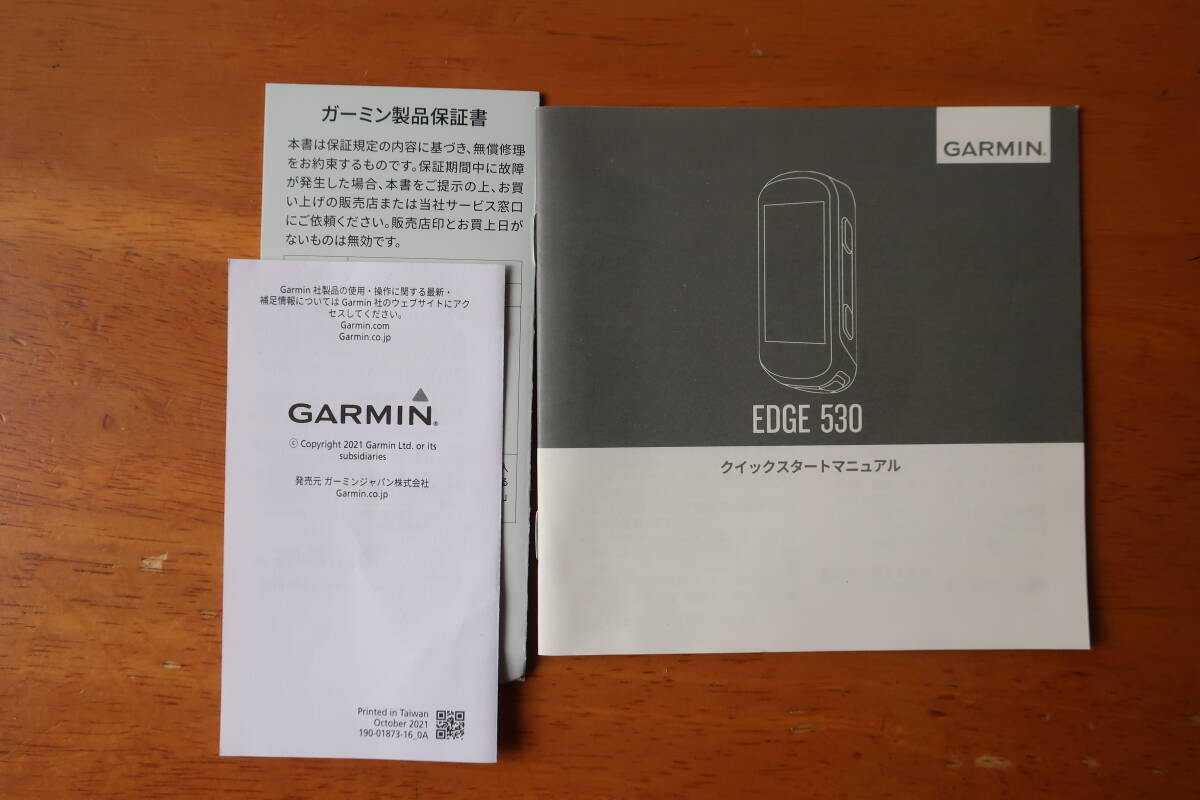 ガーミン製品保証書
本書は保証規定の内容に基づき、無償修理
をお約束するものです。保証期間中に故障
が発生した場合、本書をご提示の上、お買
い上げの販売店または当社サービス窓口
にご依頼ください。販売店印とお買上日が
ないものは無効です。
Garmin 社製品の使用・操作に関する最新・
補足情報については Garmin 社のウェブサイトにアク
セスしてください。
Garmin.com
Garmin.co.jp
GARMIN®
© Copyright 2021 Garmin Ltd. or its
subsidiaries
発売元 ガーミンジャパン株式会社
Garmin.co.jp
Printed in Taiwan
October 2021
190-01873-16_0A
GARMIN
EDGE 530
クイックスタートマニュアル